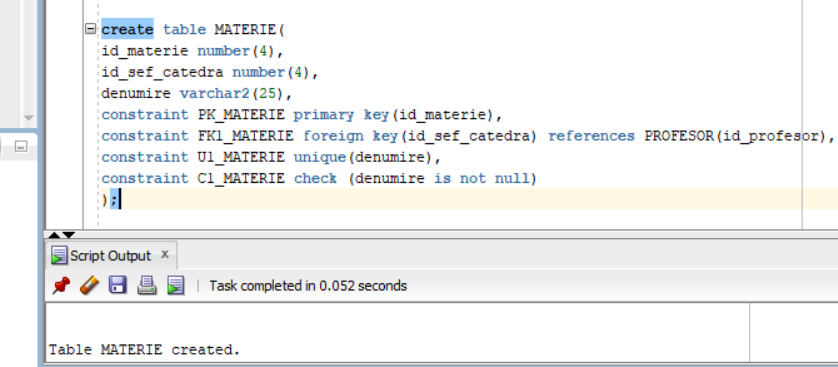 create table MATERIE(
id_materie number(4),
id_sef_catedra number(4),
denumire varchar2(25),
constraint PK_MATERIE primary key(id_materie),
constraint FK1_MATERIE foreign key(id_sef_catedra) references PROFESOR(id_profesor),
constraint U1_MATERIE unique(denumire),
constraint C1_MATERIE check (denumire is not null)
);
Script Output x
Task completed in 0.052 seconds
Table MATERIE created.